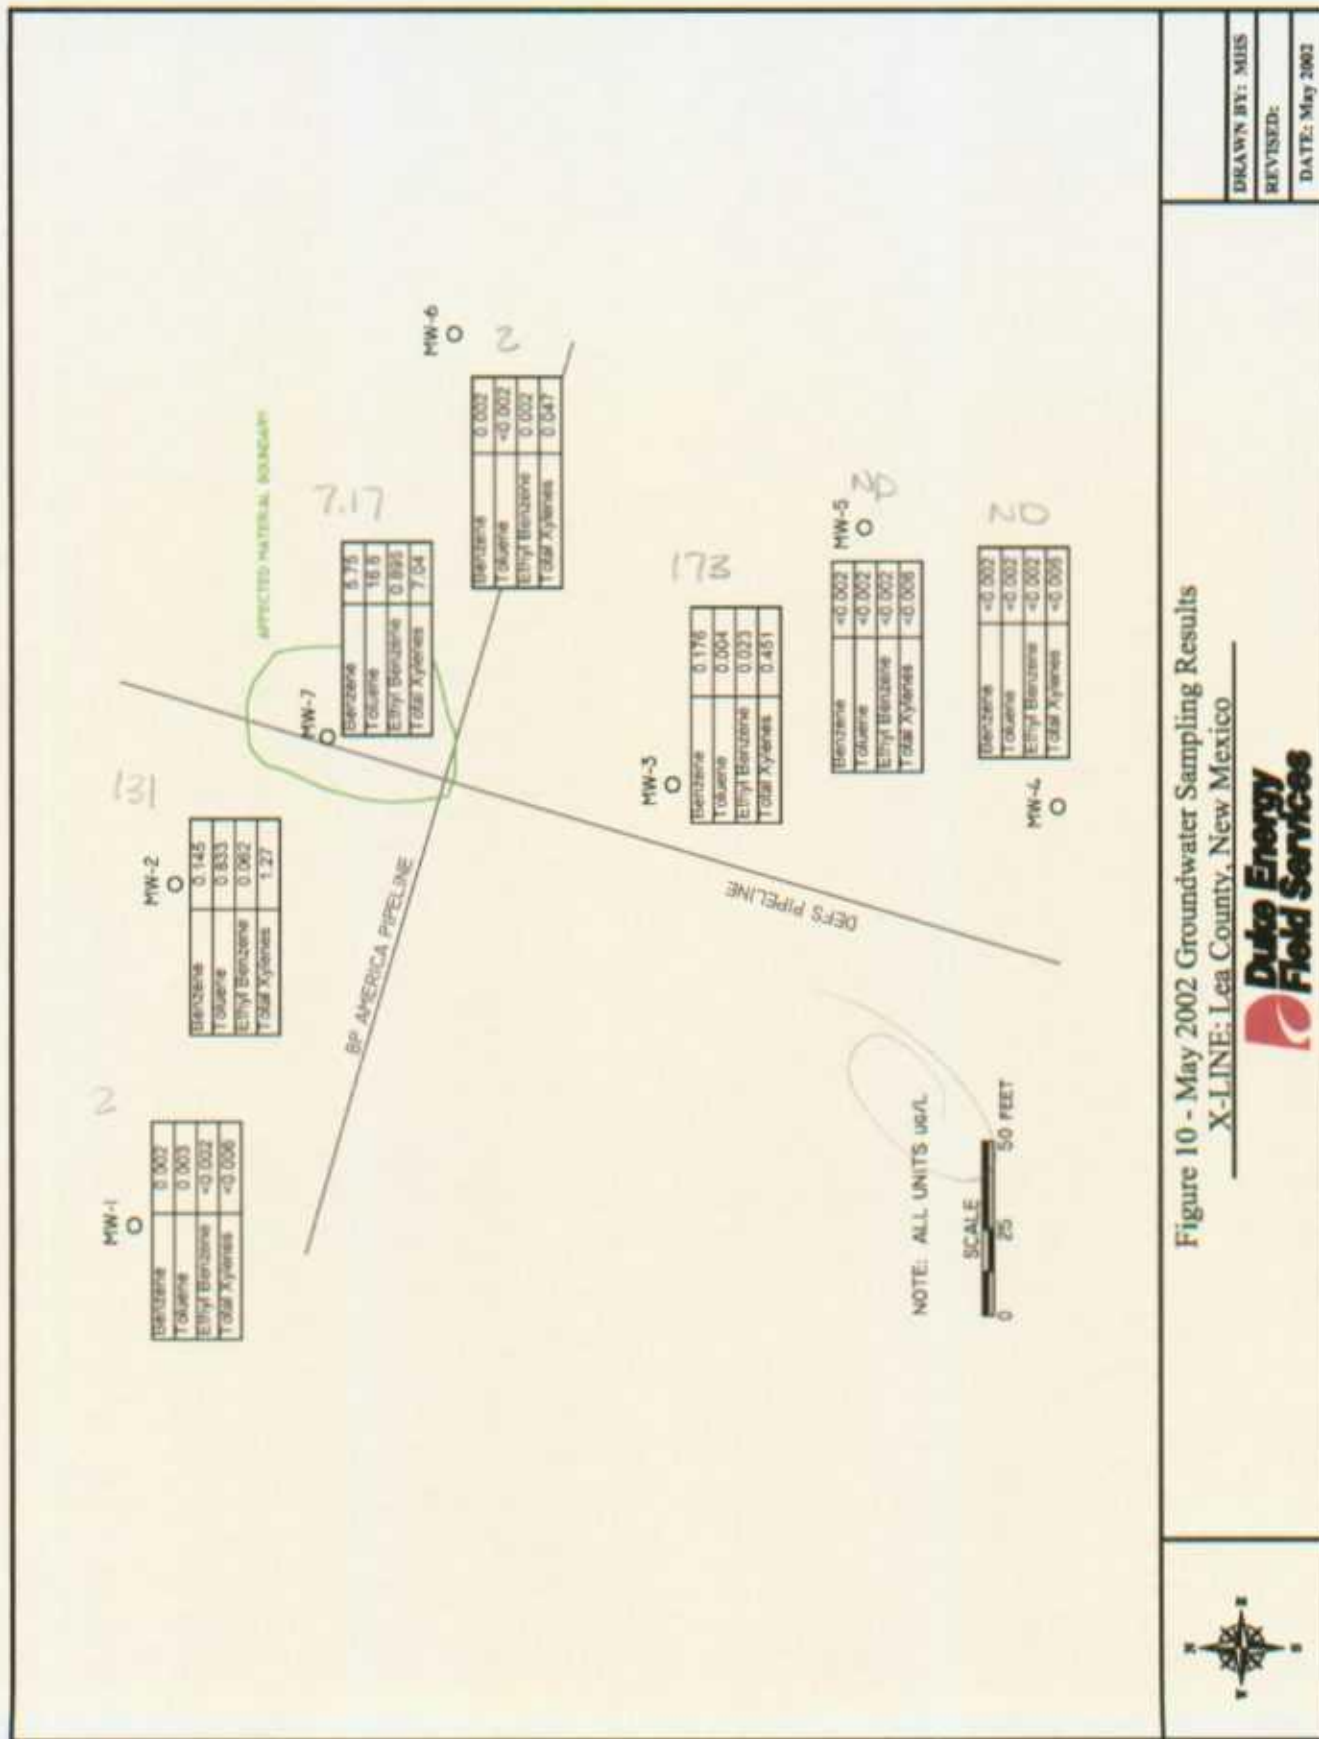 MW-1
2
Benzene 0.002
Toluene 0.003
Ethyl Benzene <0.002
Total Xylenes <0.006
MW-2
131
Benzene 0.145
Toluene 0.833
Ethyl Benzene 0.062
Total Xylenes 1.27
AFFECTED MATERIAL BOUNDARY
MW-7
7.17
Benzene 5.75
Toluene 16.6
Ethyl Benzene
Total Xylenes 7.04
MW-6
2
Benzene 0.002
Toluene <0.002
Ethyl Benzene 0.002
Total Xylenes 0.047
BP AMERICA PIPELINE
DEFS PIPELINE
MW-3
173
Benzene 0.176
Toluene 0.004
Ethyl Benzene 0.023
Total Xylenes 0.451
MW-5
ND
Benzene <0.002
Toluene <0.002
Ethyl Benzene <0.002
Total Xylenes <0.006
MW-4
ND
Benzene <0.002
Toluene <0.002
Ethyl Benzene <0.002
Total Xylenes <0.006
NOTE: ALL UNITS ug/L
SCALE
0 25 50 FEET
N
W E
S
Figure 10 - May 2002 Groundwater Sampling Results
X-LINE: Lea County, New Mexico
Duke Energy
Field Services
DRAWN BY: MHS
REVISED:
DATE: May 2002